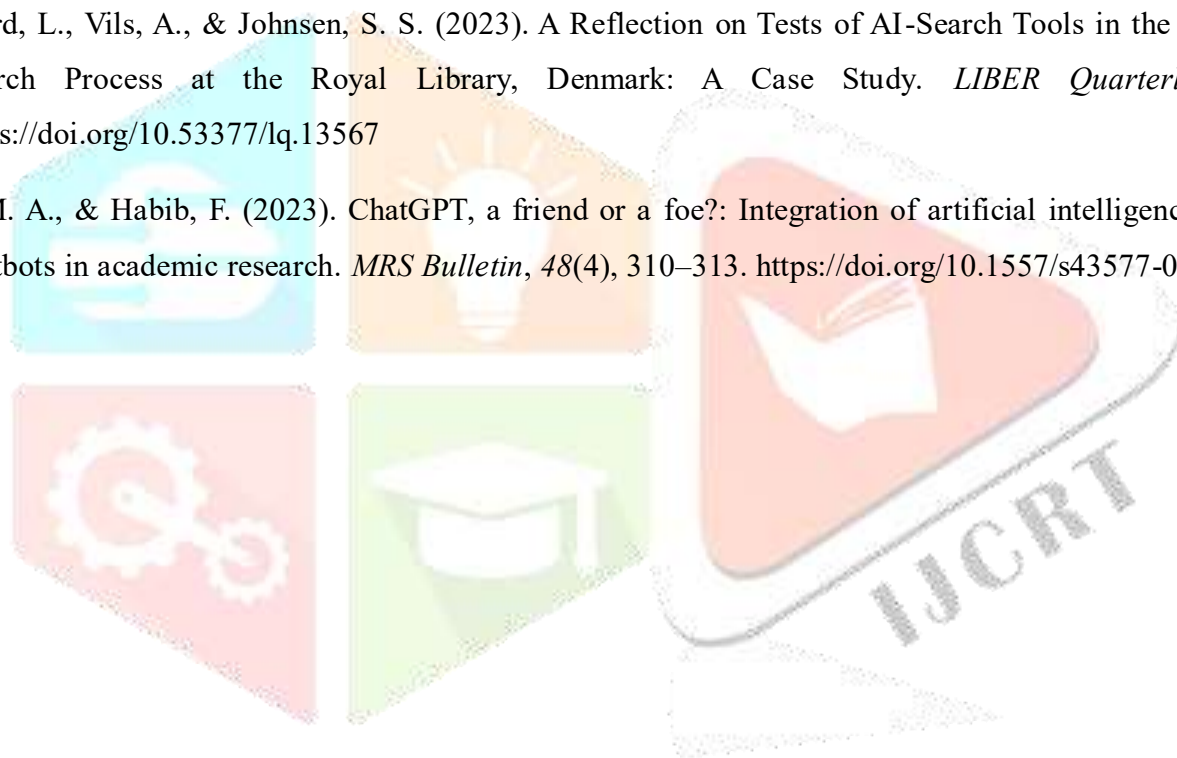 rd, L., Vils, A., & Johnsen, S. S. (2023). A Reflection on Tests of AI-Search Tools in the
rch Process at the Royal Library, Denmark: A Case Study. LIBER Quarterl
s://doi.org/10.53377/lq.13567
M. A., & Habib, F. (2023). ChatGPT, a friend or a foe?: Integration of artificial intelligenc
tbots in academic research. MRS Bulletin, 48(4), 310–313. https://doi.org/10.1557/s43577-0
IJCRT